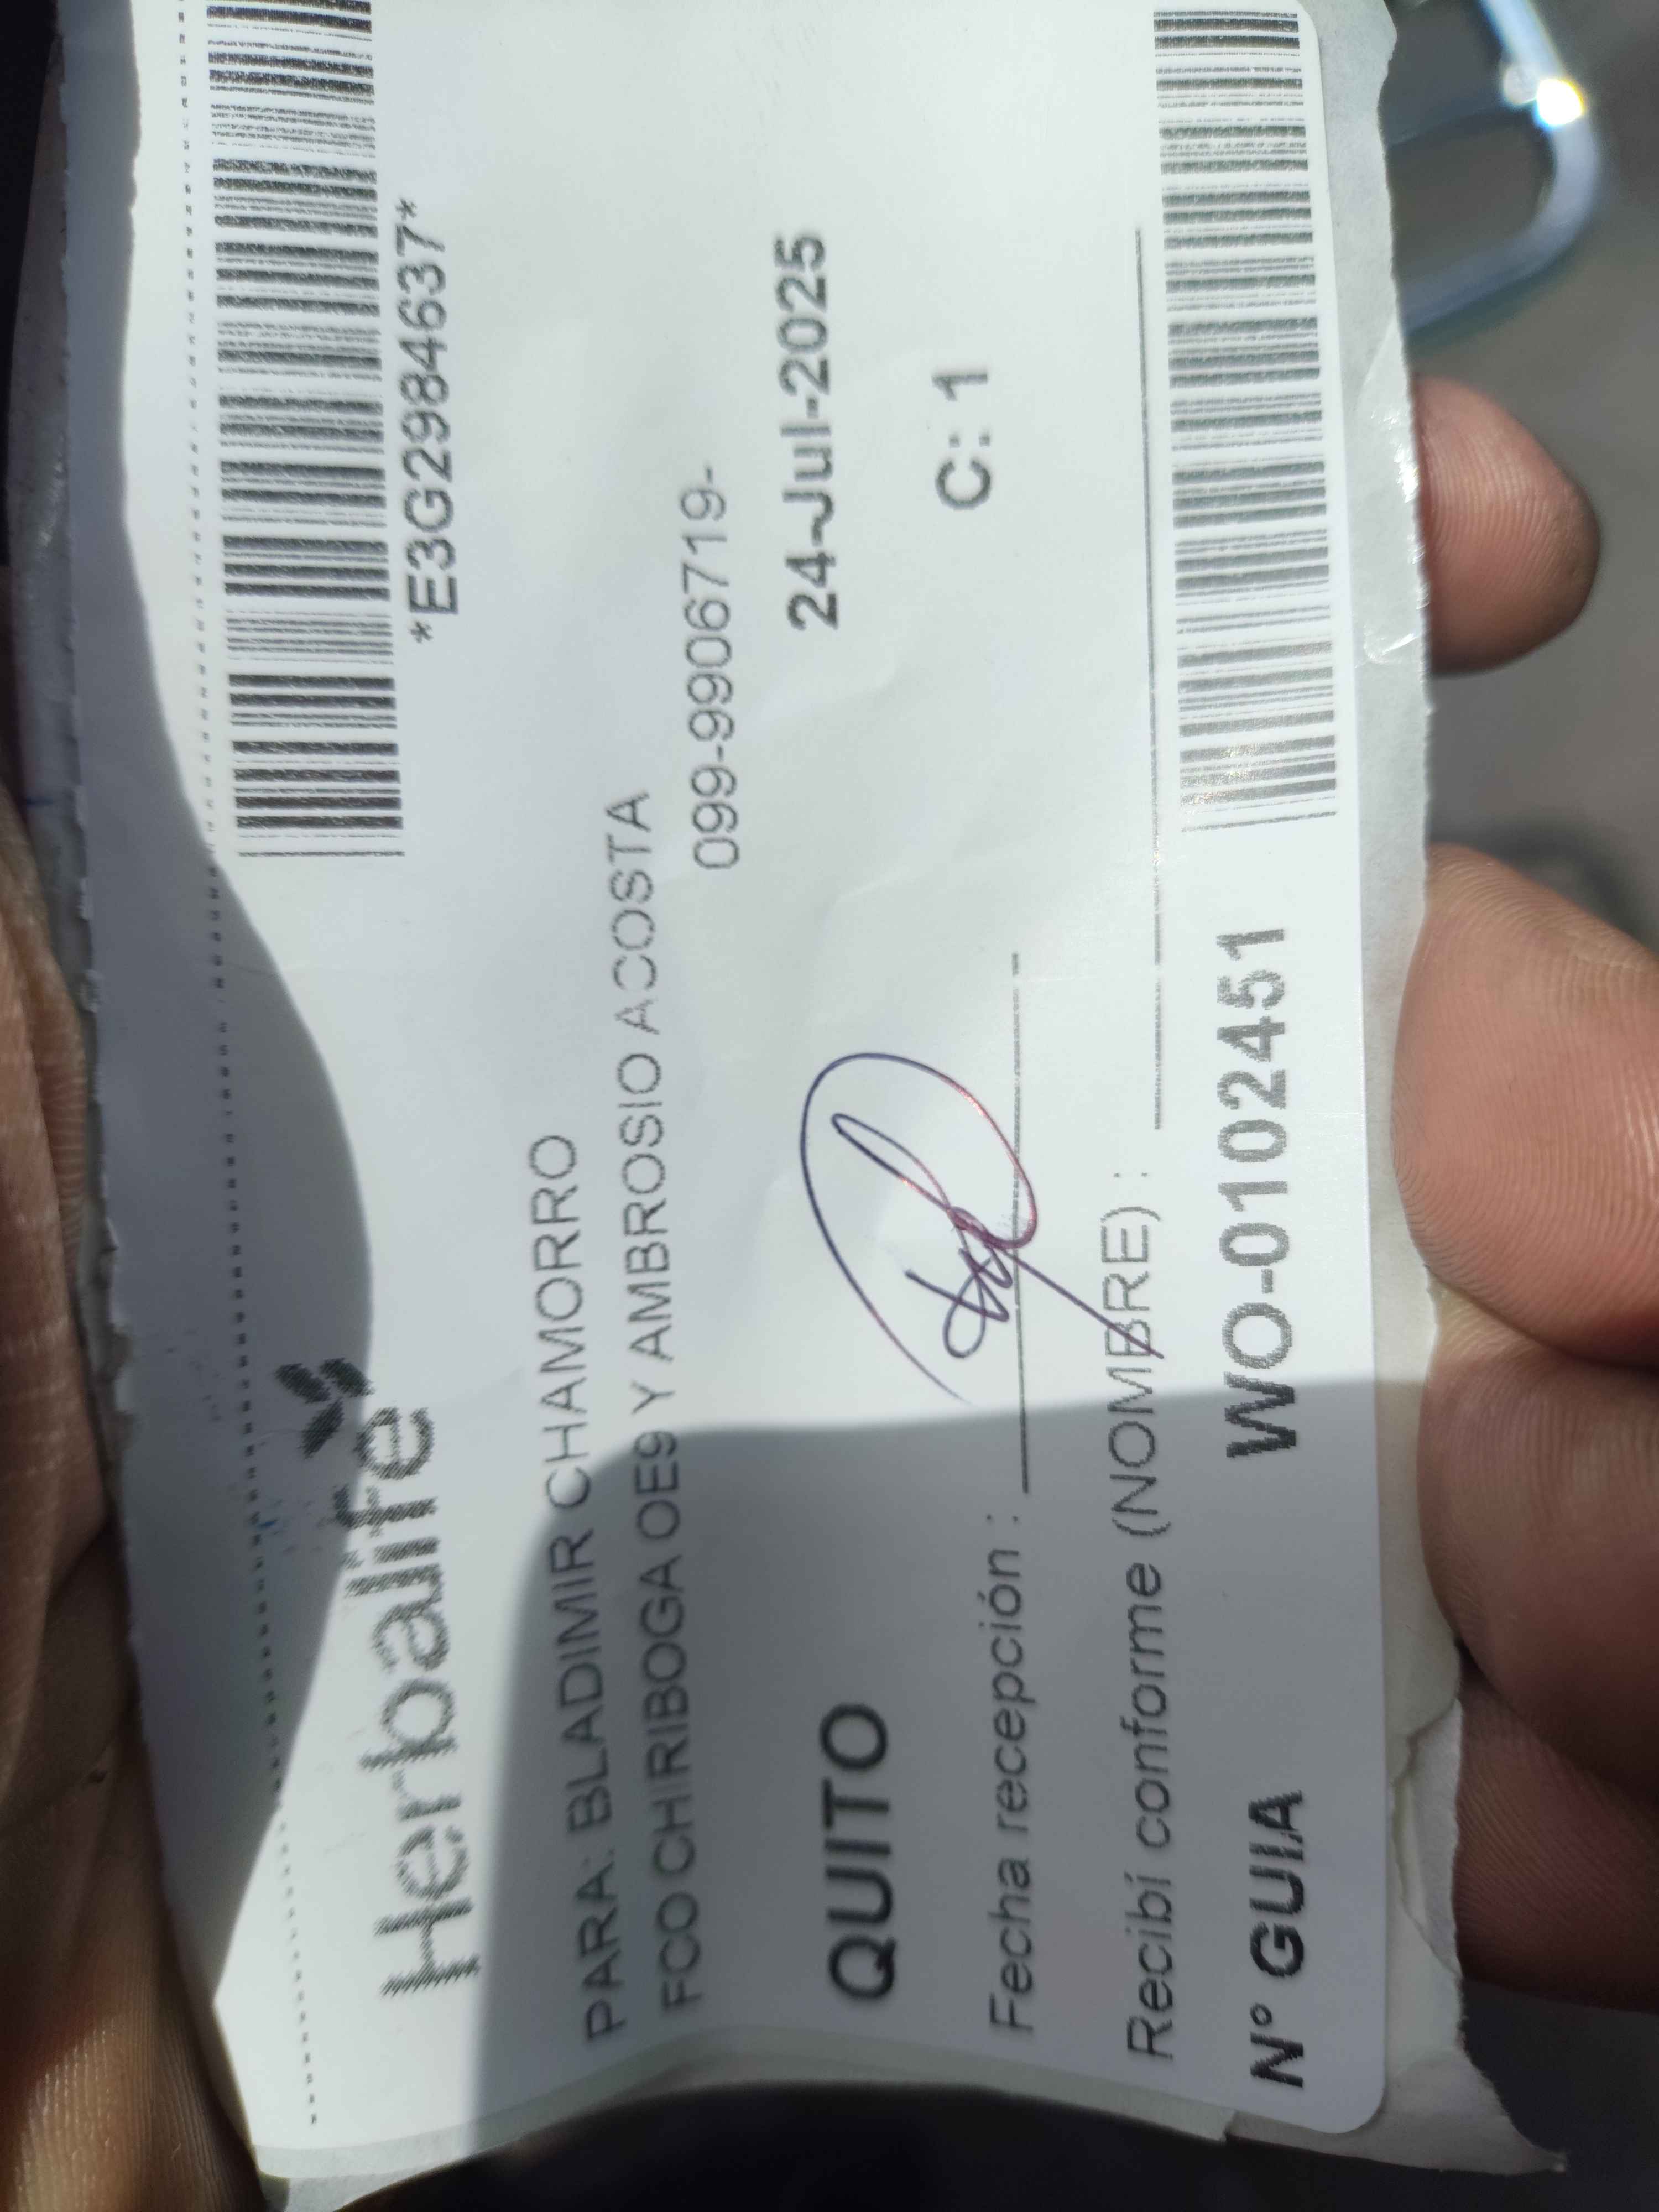 *E3G2984637*
Herbalife
PARA: BLADIMIR CHAMORRO
FCO CHIRIBOGA OE9 Y AMBROSIO ACOSTA
099-9906719-
QUITO 24-Jul-2025
C: 1
Fecha recepción :
Recibí conforme (NOMBRE) :
N° GUIA WO-0102451